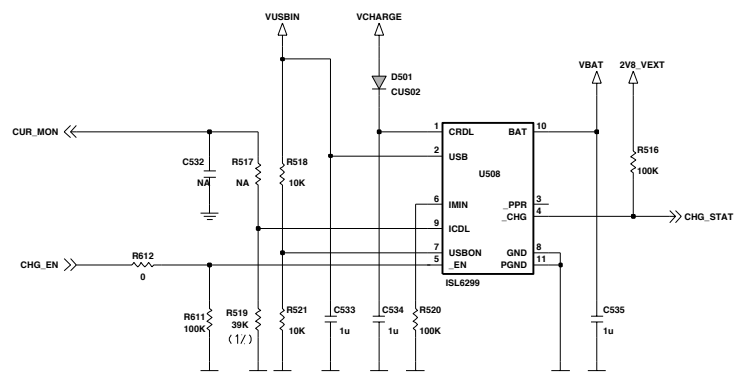 VUSBIN
VCHARGE
D501
CUS02
VBAT
2V8_VEXT
CUR_MON
1 CRDL
BAT 10
2 USB
U508
C532
NA
R517
NA
R518
10K
R516
100K
6 IMIN
_PPR 3
_CHG 4
CHG_STAT
9 ICDL
7 USBON
GND 8
5 _EN
PGND 11
CHG_EN
R612
0
ISL6299
R611
100K
R519
39K
(1%)
R521
10K
C533
1u
C534
1u
R520
100K
C535
1u